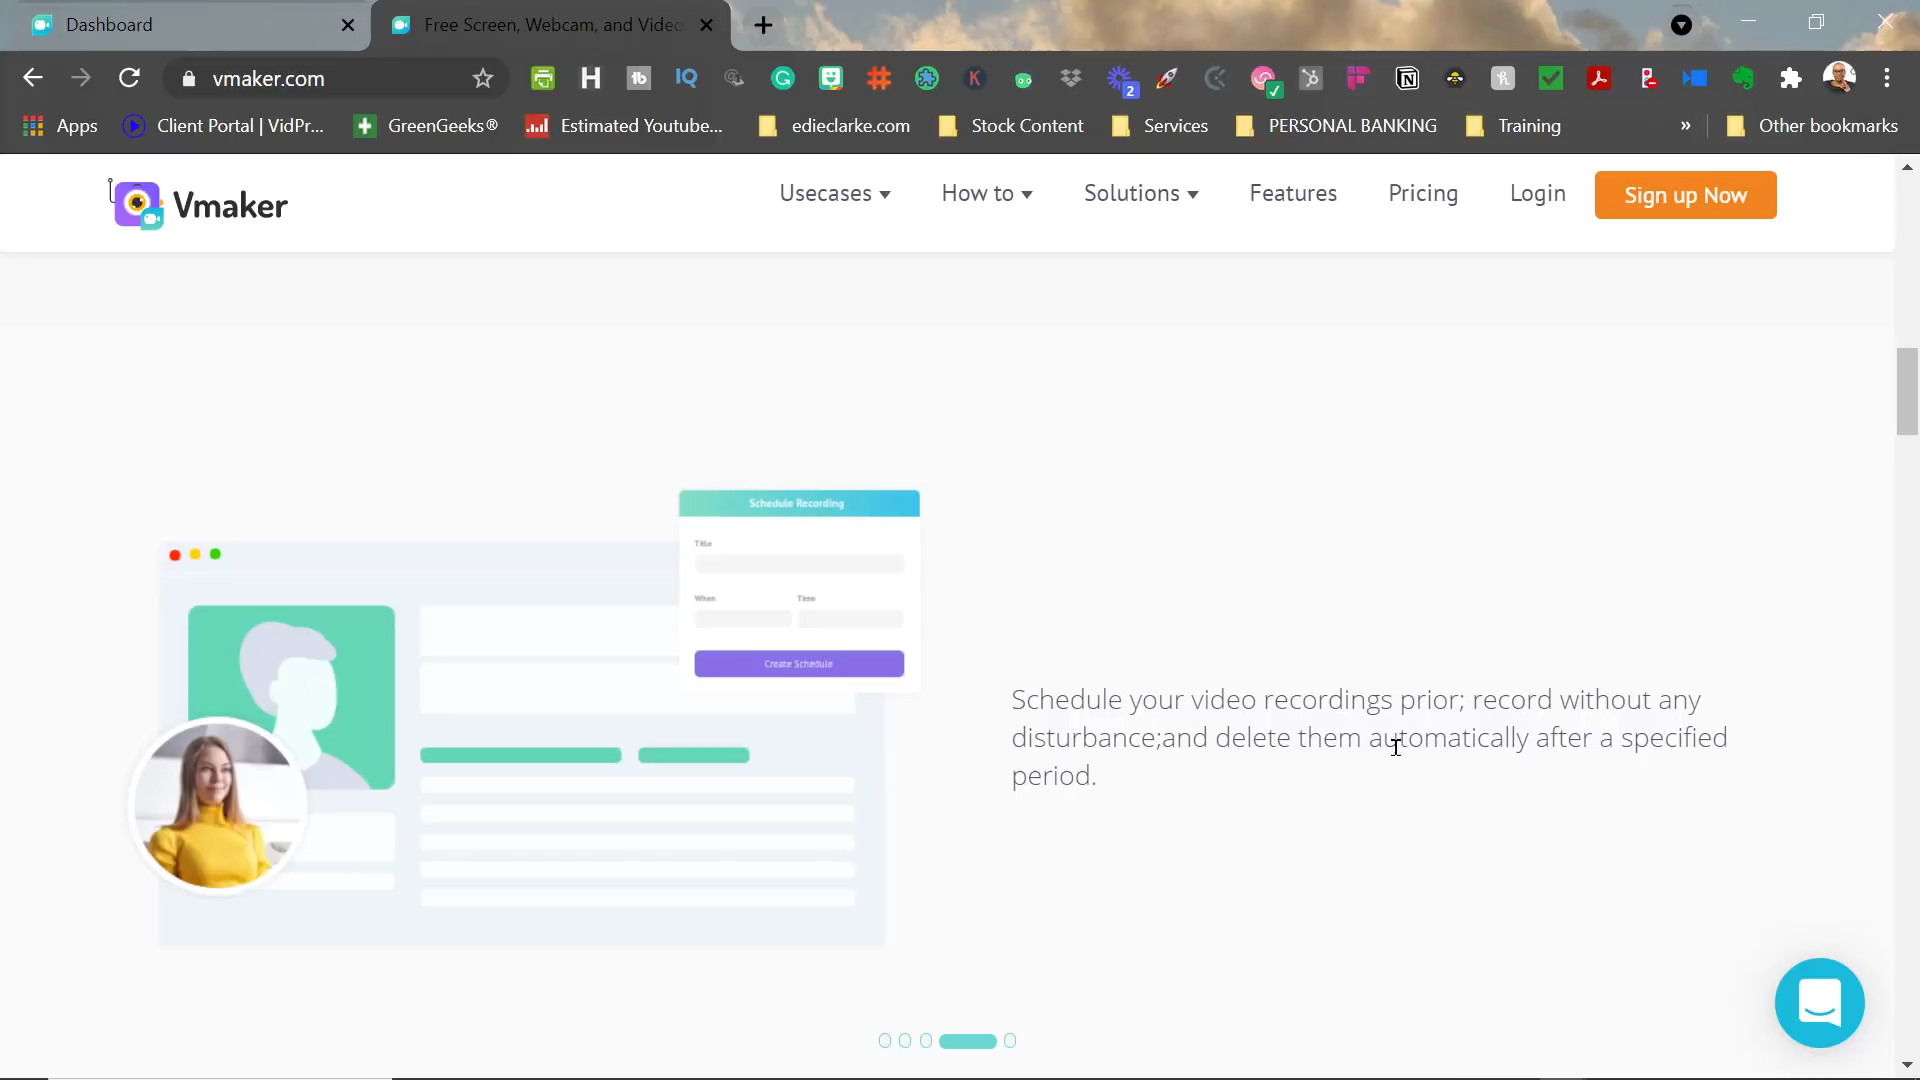 Dashboard
Free Screen, Webcam, and Video
vmaker.com
2
Apps
Client Portal | VidPr...
GreenGeeks®
Estimated Youtube...
edieclarke.com
Stock Content
Services
PERSONAL BANKING
Training
»
Other bookmarks
Vmaker
Usecases
How to
Solutions
Features
Pricing
Login
Sign up Now
Schedule Recording
Title
When
Time
Create Schedule
Schedule your video recordings prior; record without any
disturbance;and delete them automatically after a specified
period.